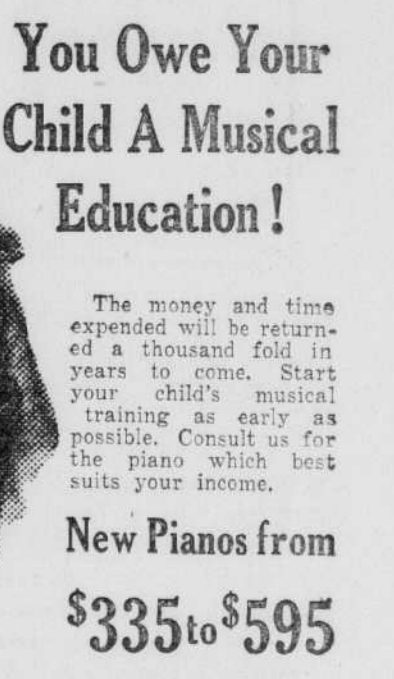 You Owe Your
Child A Musical
Education!
The money and time
expended will be return-
ed a thousand fold in
years to come. Start
your child's musical
training as early as
possible. Consult us for
the piano which best
suits your income.
New Pianos from
$335 to $595